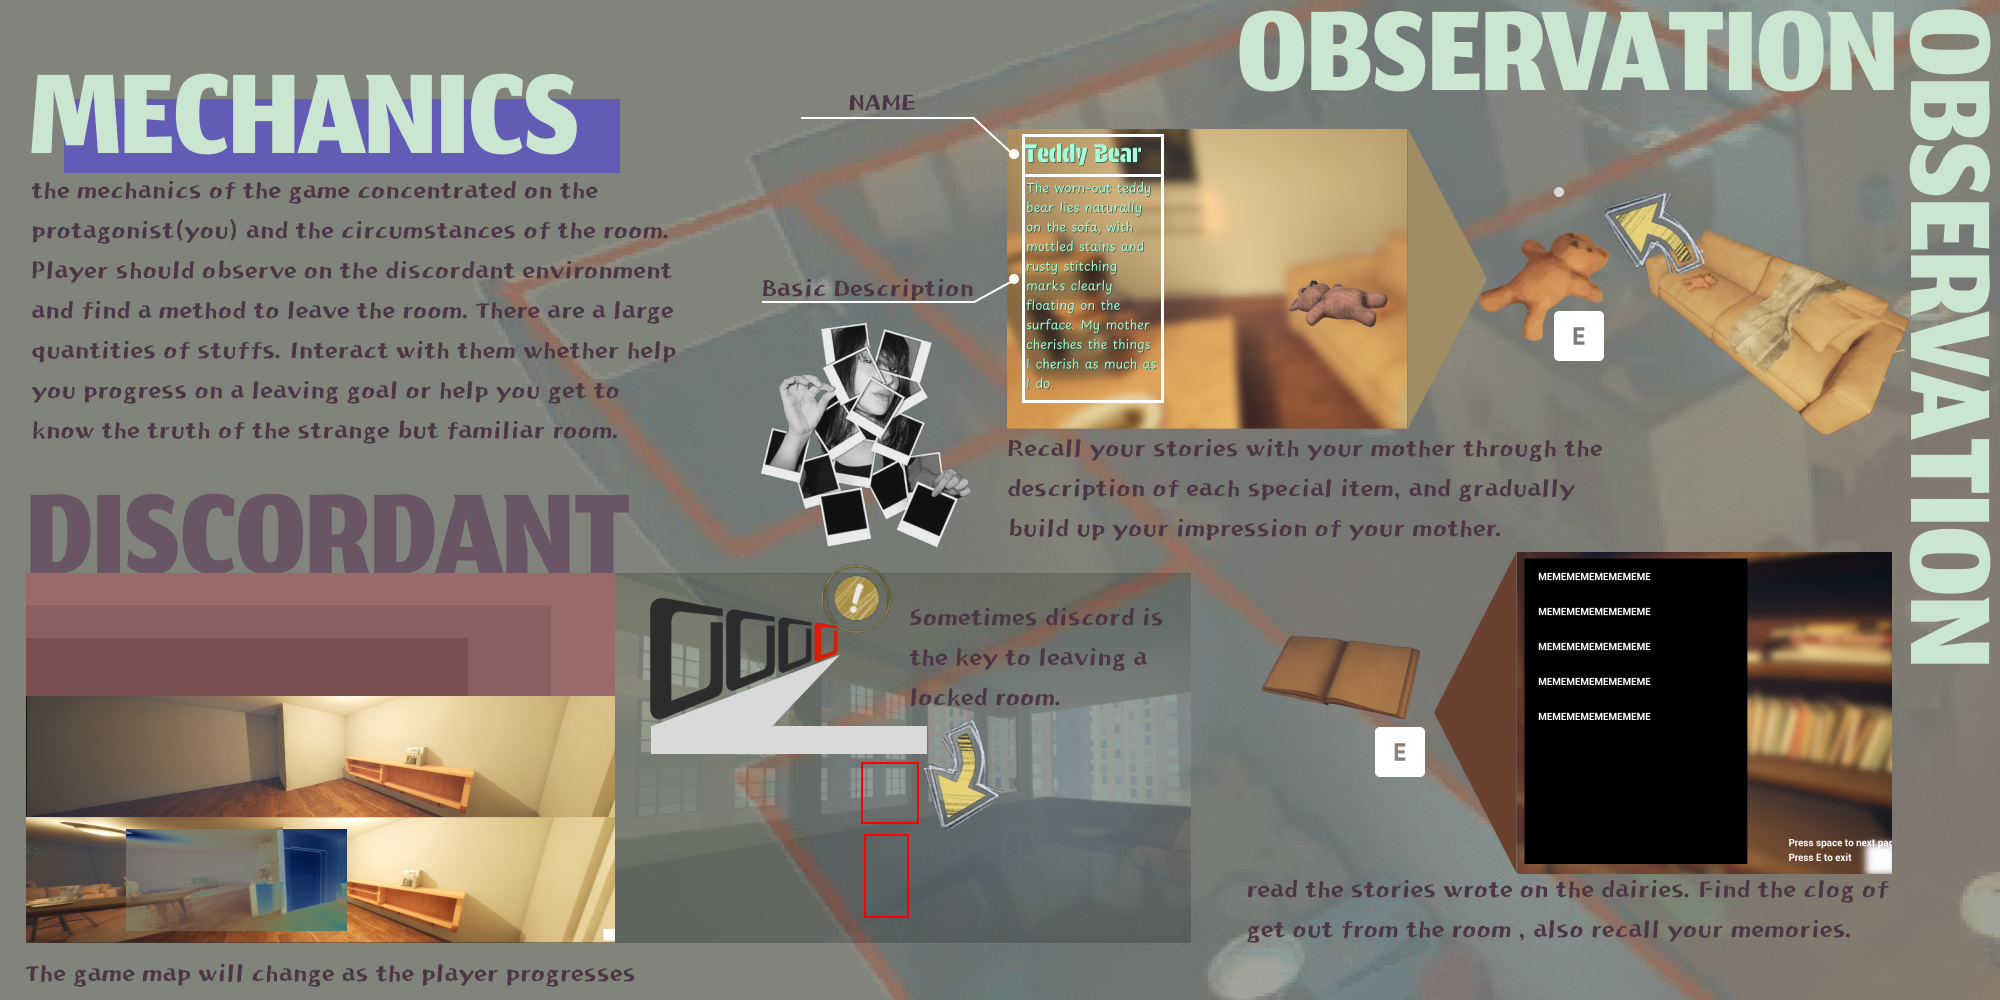 MECHANICS
the mechanics of the game concentrated on the
protagonist(you) and the circumstances of the room.
Player should observe on the discordant environment
and find a method to leave the room. There are a large
quantities of stuffs. Interact with them whether help
you progress on a leaving goal or help you get to
know the truth of the strange but familiar room.
DISCORDANT
The game map will change as the player progresses
Sometimes discord is
the key to leaving a
locked room.
OBSERVATION
OBSERVATION
NAME
Basic Description
Teddy Bear
The worn-out teddy
bear lies naturally
on the sofa, with
mottled stains and
rusty stitching
marks clearly
floating on the
surface. My mother
cherishes the things
I cherish as much as
I do.
E
Recall your stories with your mother through the
description of each special item, and gradually
build up your impression of your mother.
E
MEMEMEMEMEMEMEME
MEMEMEMEMEMEMEME
MEMEMEMEMEMEMEME
MEMEMEMEMEMEMEME
MEMEMEMEMEMEMEME
Press space to next pag
Press E to exit
read the stories wrote on the dairies. Find the clog of
get out from the room , also recall your memories.